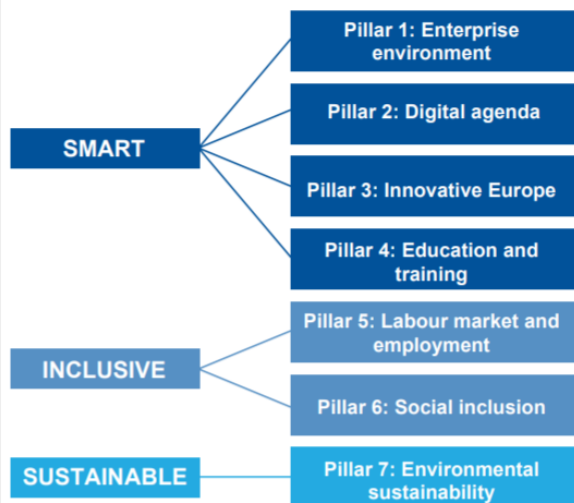 SMART
Pillar 1: Enterprise
environment
Pillar 2: Digital agenda
Pillar 3: Innovative Europe
Pillar 4: Education and
training
INCLUSIVE
Pillar 5: Labour market and
employment
Pillar 6: Social inclusion
SUSTAINABLE
Pillar 7: Environmental
sustainability